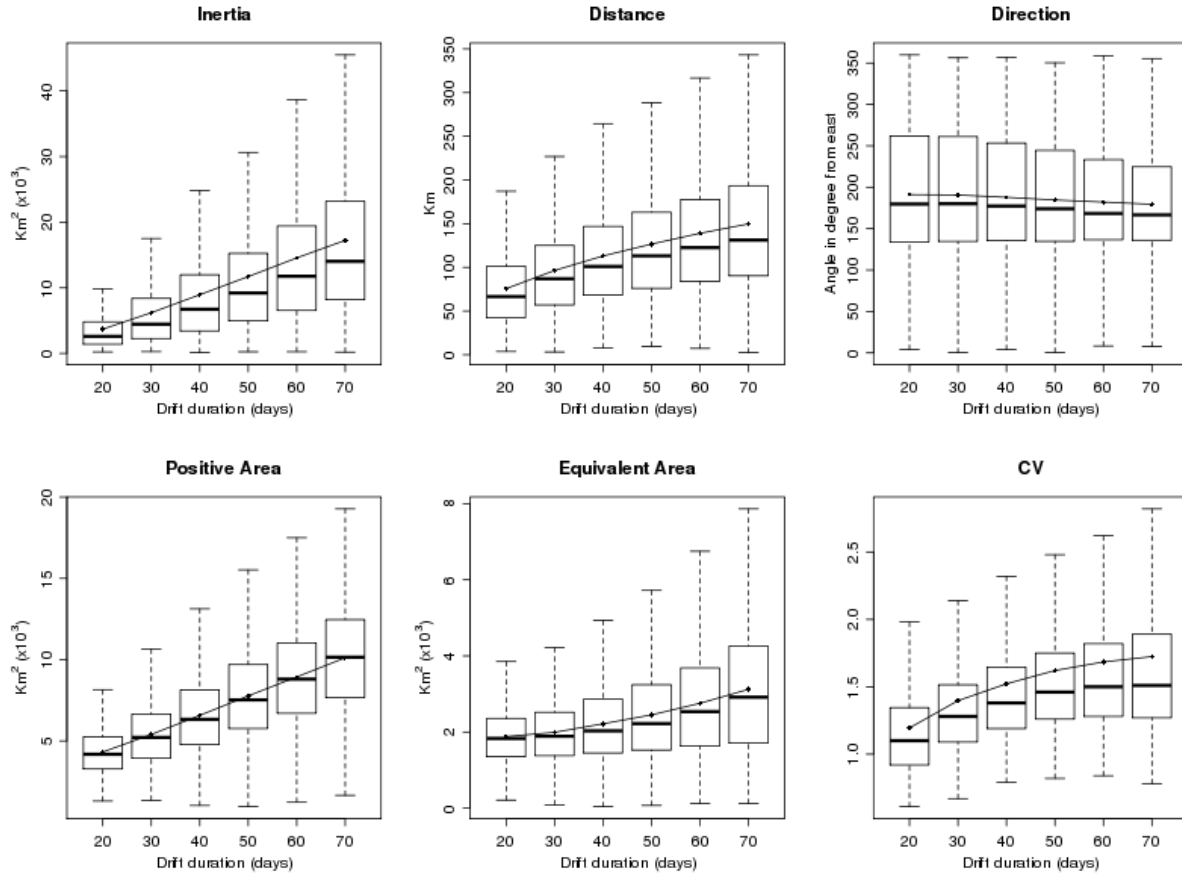 Inertia
Km² (x10³)
0
10
20
30
40
20 30 40 50 60 70
Drift duration (days)
Distance
Km
0
50
100
150
200
250
300
350
20 30 40 50 60 70
Drift duration (days)
Direction
Angle in degree from east
0
50
100
150
200
250
300
350
20 30 40 50 60 70
Drift duration (days)
Positive Area
Km² (x10³)
5
10
15
20
20 30 40 50 60 70
Drift duration (days)
Equivalent Area
Km² (x10³)
0
2
4
6
8
20 30 40 50 60 70
Drift duration (days)
CV
1.0
1.5
2.0
2.5
20 30 40 50 60 70
Drift duration (days)